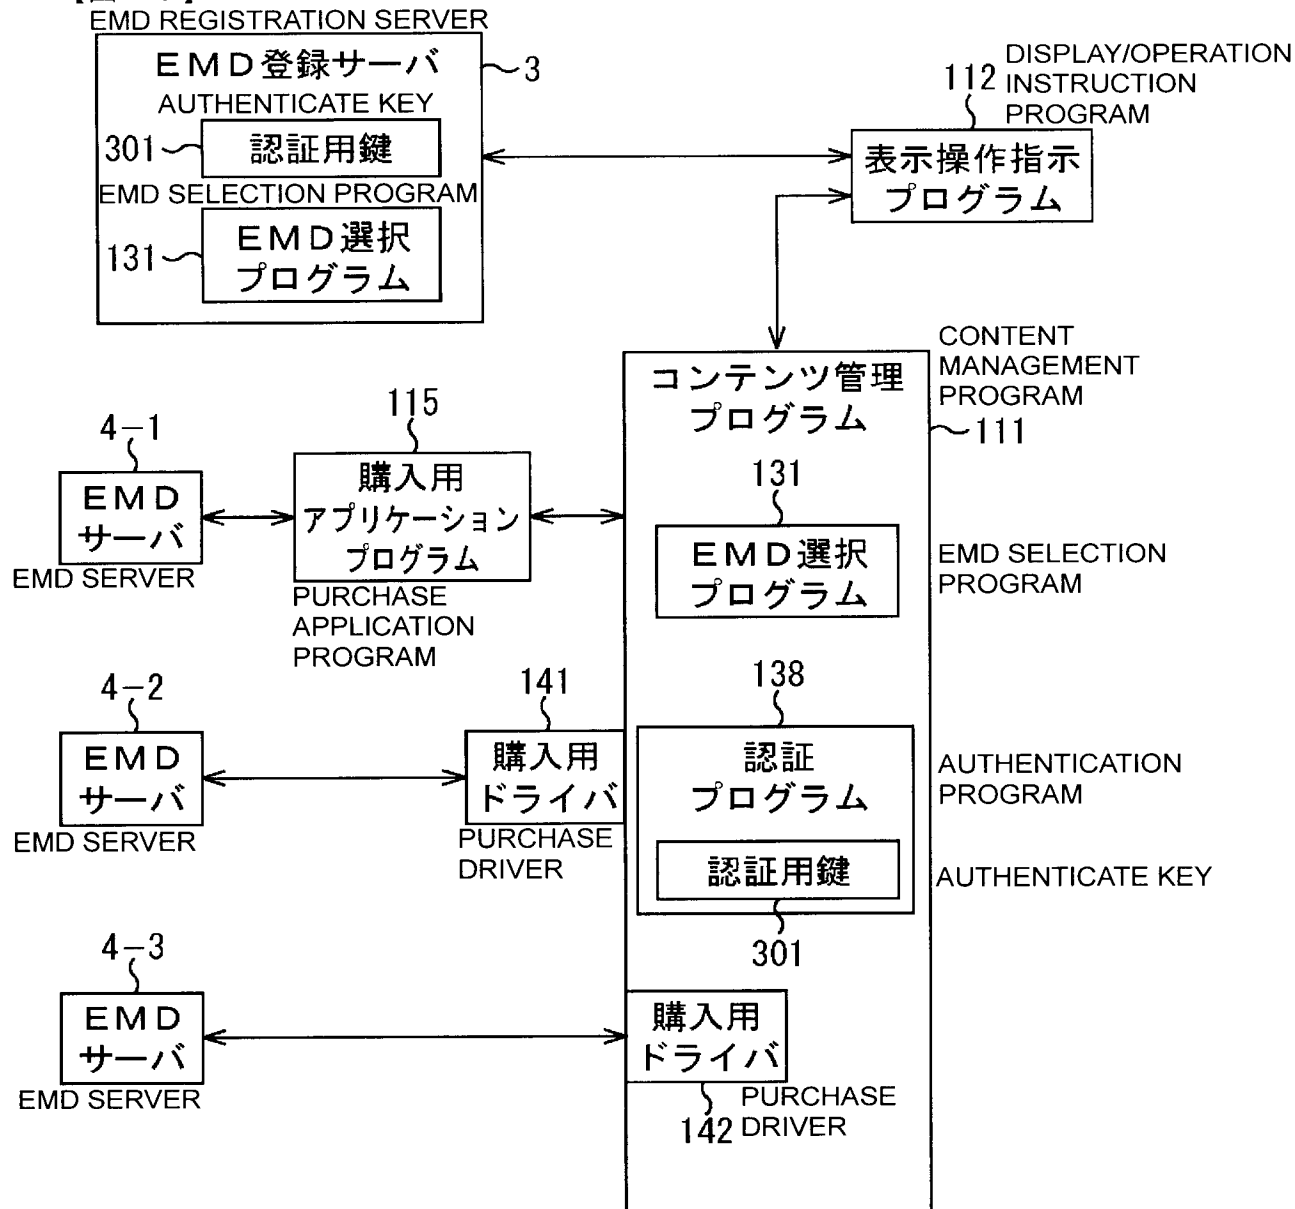 EMD REGISTRATION SERVER
EMD登録サーバ
3
AUTHENTICATE KEY
301
認証用鍵
EMD SELECTION PROGRAM
131
EMD選択
プログラム
DISPLAY/OPERATION
112 INSTRUCTION
PROGRAM
表示操作指示
プログラム
CONTENT
MANAGEMENT
PROGRAM
111
コンテンツ管理
プログラム
4-1
EMD
サーバ
EMD SERVER
115
購入用
アプリケーション
プログラム
PURCHASE
APPLICATION
PROGRAM
131
EMD選択
プログラム
EMD SELECTION
PROGRAM
4-2
EMD
サーバ
EMD SERVER
141
購入用
ドライバ
PURCHASE
DRIVER
138
認証
プログラム
AUTHENTICATION
PROGRAM
認証用鍵
AUTHENTICATE KEY
301
4-3
EMD
サーバ
EMD SERVER
購入用
ドライバ
142
PURCHASE
DRIVER